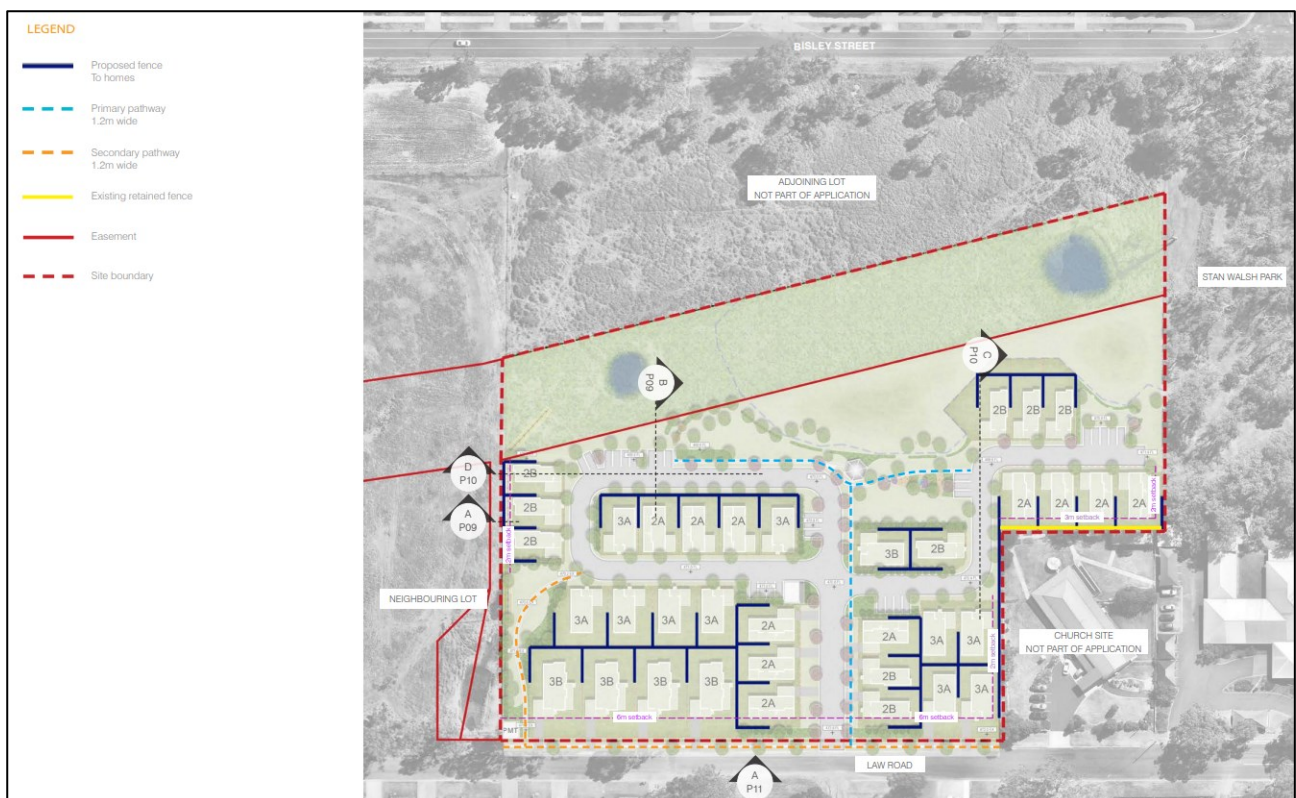 LEGEND
Proposed fence
To homes
Primary pathway
1.2m wide
Secondary pathway
1.2m wide
Existing retained fence
Easement
Site boundary
BISLEY STREET
ADJOINING LOT
NOT PART OF APPLICATION
STAN WALSH PARK
C
P10
B
P09
2B 2B 2B
D
P10
2B
2A 2A 2A 2A
2m setback
3m setback
A
P09
2B
3A 2A 2A 2A 3A
2B
2m setback
3B 2B
NEIGHBOURING LOT
3A 3A 3A 3A
2A
2A
3A 3A
CHURCH SITE
NOT PART OF APPLICATION
2m setback
2A
2B
3B 3B 3B 3B
3A 3A
2A
2B
6m setback
6m setback
PMT
LAW ROAD
A
P11